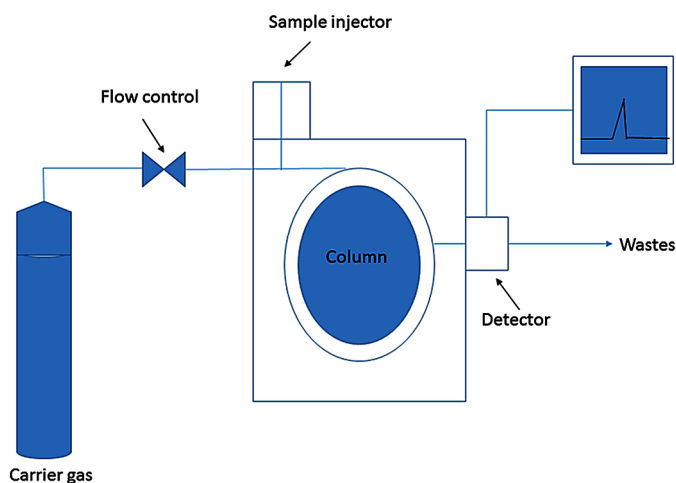 Sample injector
Flow control
Column
Wastes
Detector
Carrier gas